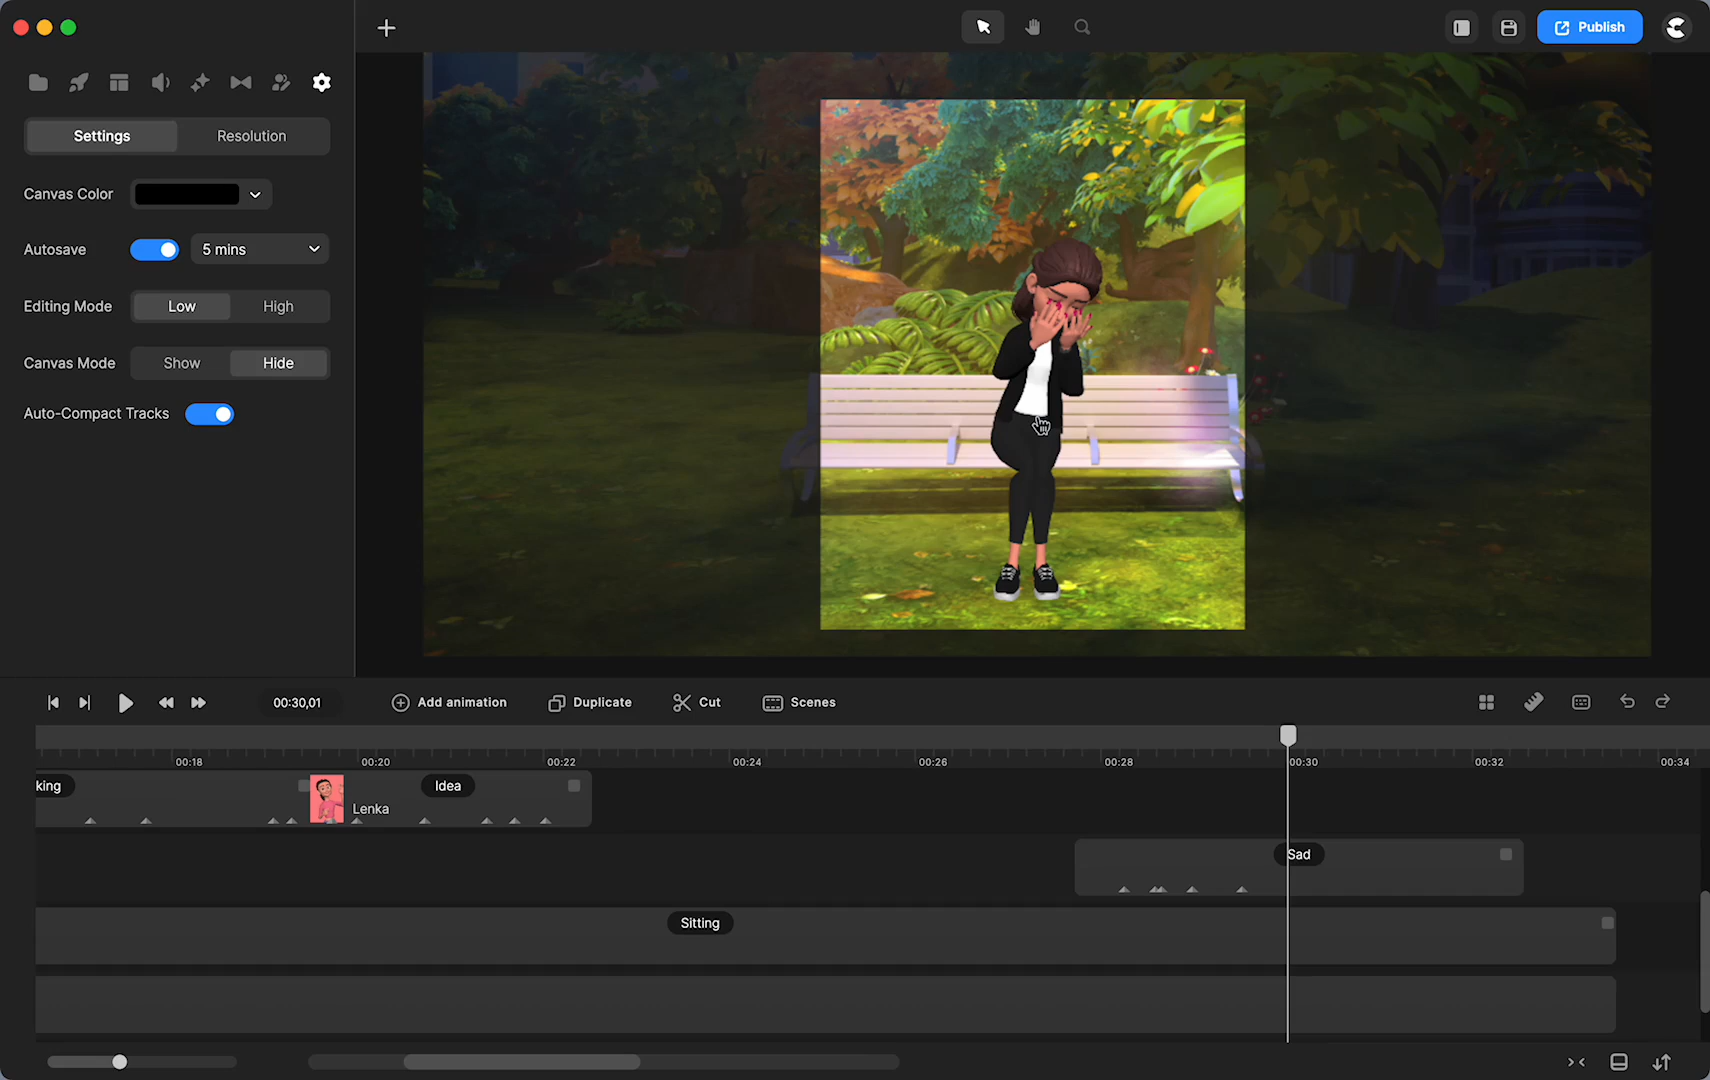 Publish
Settings
Resolution
Canvas Color
Autosave
5 mins
Editing Mode
Low
High
Canvas Mode
Show
Hide
Auto-Compact Tracks
00:30,01
Add animation
Duplicate
Cut
Scenes
00:18
00:20
00:22
00:24
00:26
00:28
00:30
00:32
00:34
king
Idea
Lenka
Sad
Sitting